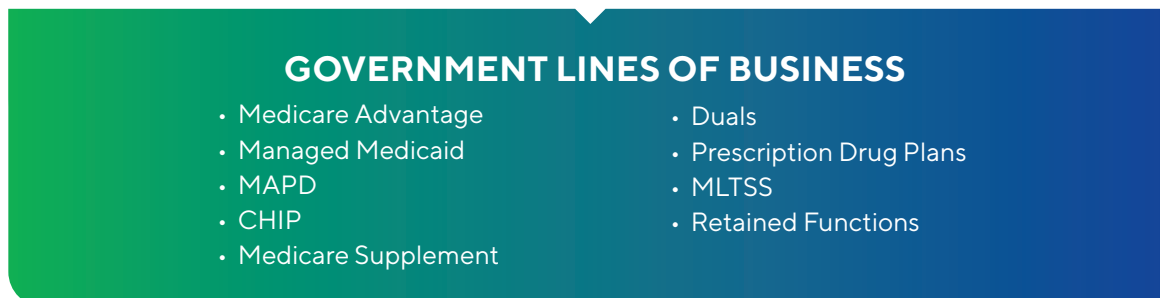 GOVERNMENT LINES OF BUSINESS
• Medicare Advantage
• Managed Medicaid
• MAPD
• CHIP
• Medicare Supplement
• Duals
• Prescription Drug Plans
• MLTSS
• Retained Functions